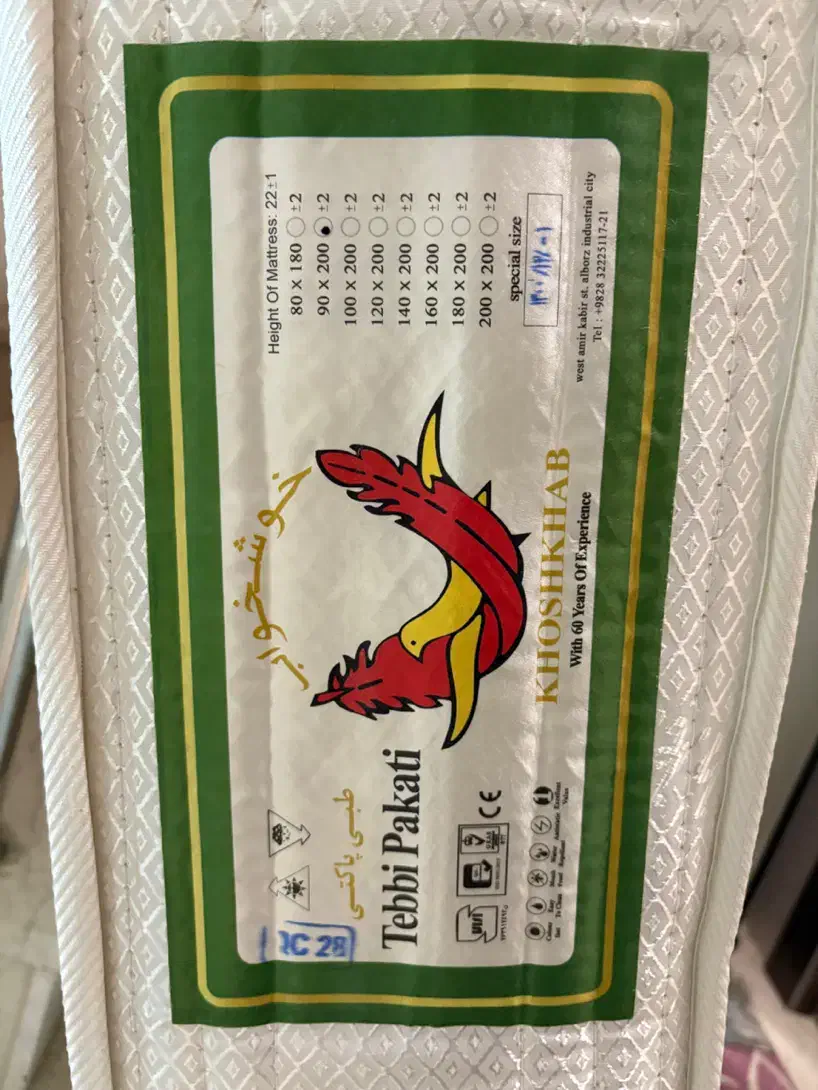 QC 28
طبی پاکتی
Tebbi Pakati
CE
خوشخواب
KHOSHKHAB
With 60 Years Of Experience
Height Of Mattress: 22±1
80 X 180 ±2
90 X 200 ±2
100 X 200 ±2
120 X 200 ±2
140 X 200 ±2
160 X 200 ±2
180 X 200 ±2
200 X 200 ±2
special size
west amir kabir st. alborz industrial city
Tel : +9828 32225117-21